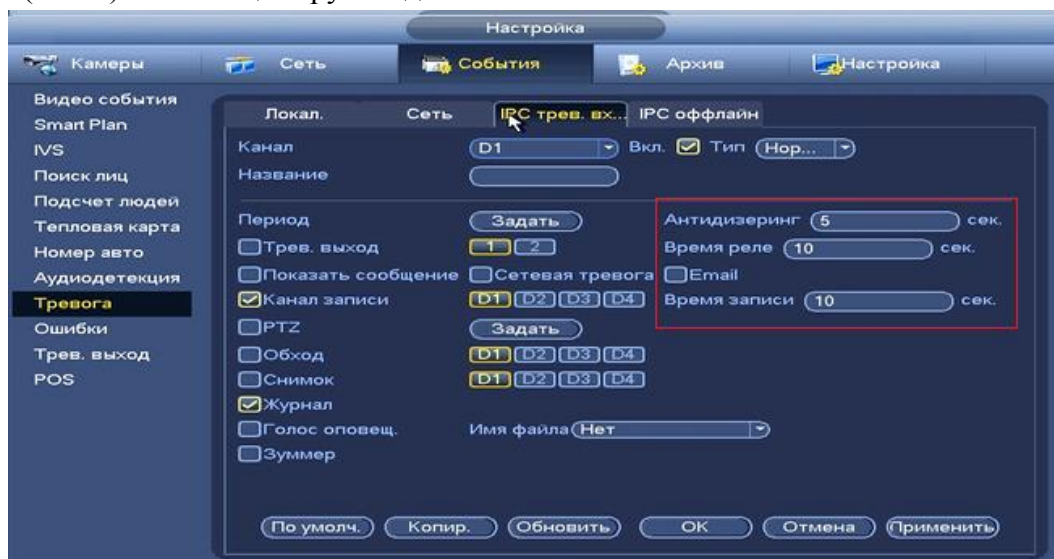 Настройка
Камеры Сеть События Архив Настройка
Видео события
Smart Plan
IVS
Поиск лиц
Подсчет людей
Тепловая карта
Номер авто
Аудиодетекция
Тревога
Ошибки
Трев. выход
POS
Локал. Сеть IPC трев. вх... IPC оффлайн
Канал D1 Вкл. Тип Нор...
Название
Период Задать Антидизеринг 5 сек.
Трев. выход 1 2 Время реле 10 сек.
Показать сообщение Сетевая тревога Email
Канал записи D1 D2 D3 D4 Время записи 10 сек.
PTZ Задать
Обход D1 D2 D3 D4
Снимок D1 D2 D3 D4
Журнал
Голос оповещ. Имя файла Нет
Зуммер
По умолч. Копир. Обновить OK Отмена Применить